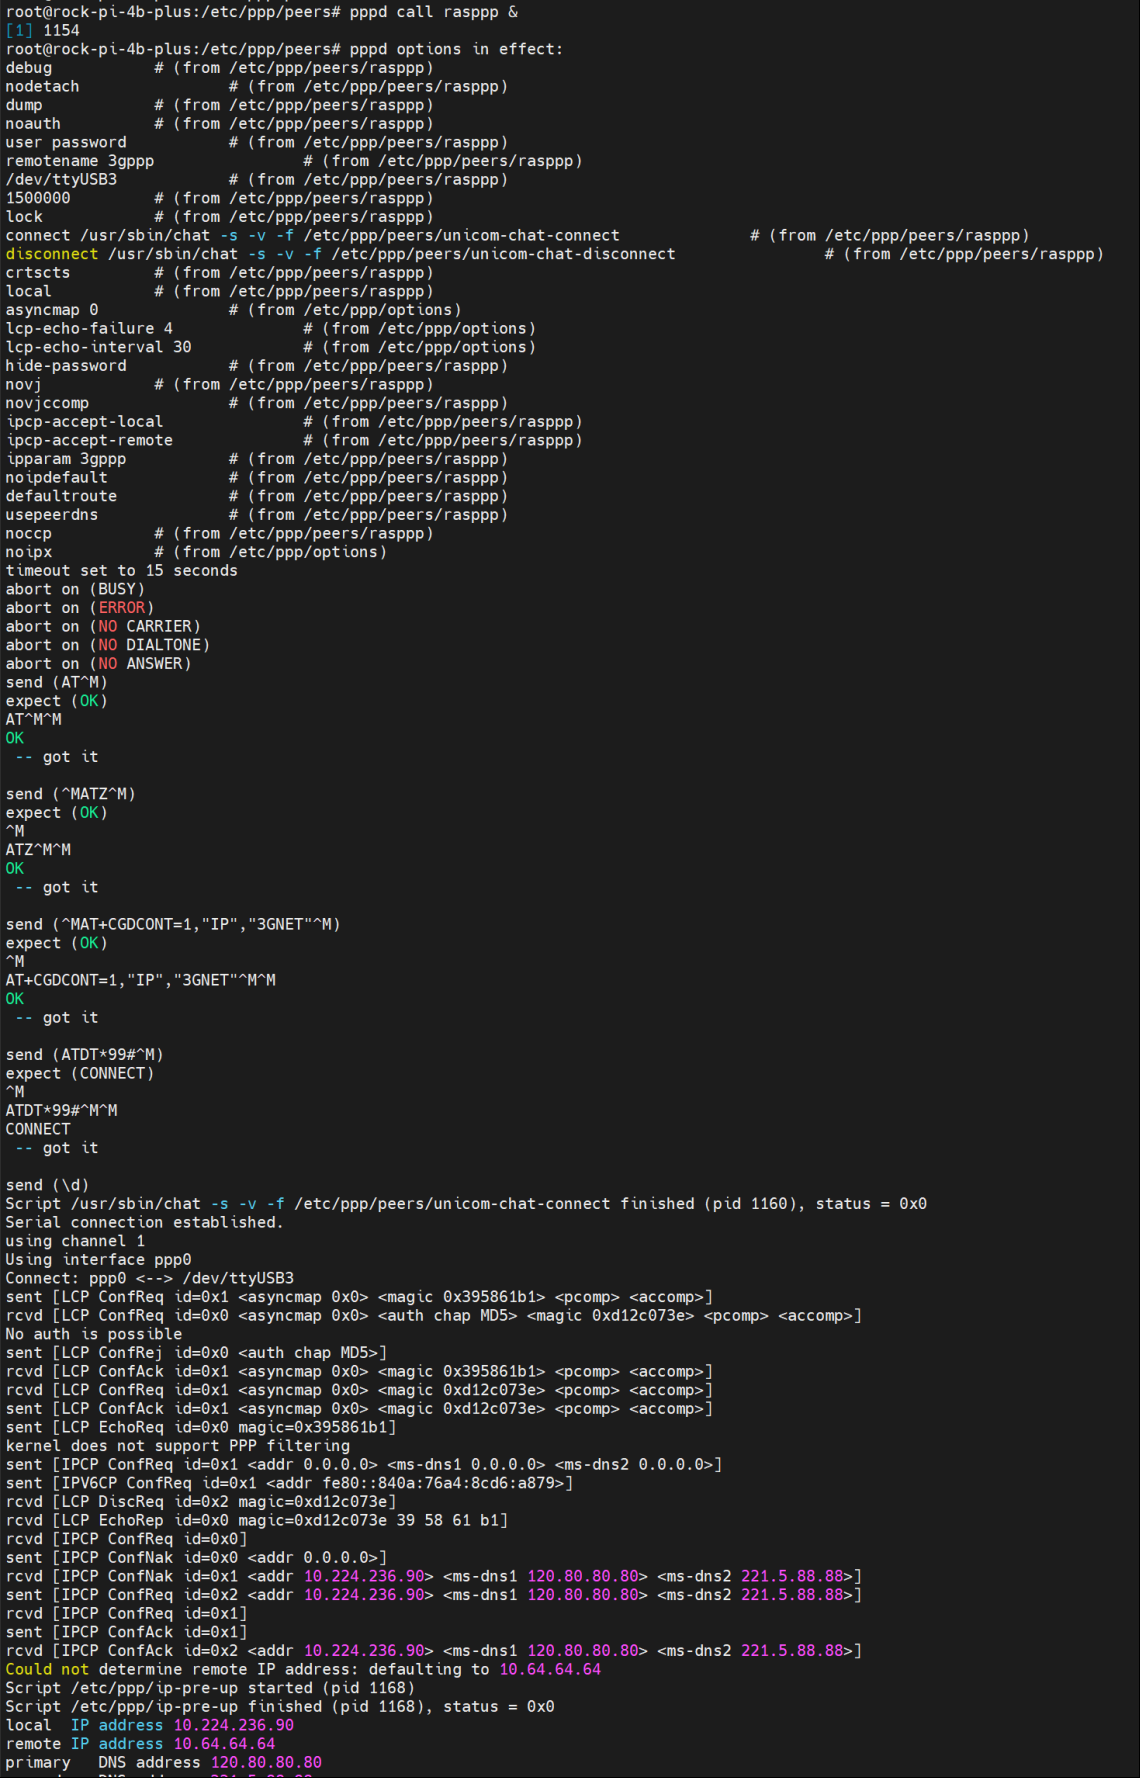 root@rock-pi-4b-plus:/etc/ppp/peers# pppd call rasppp &
[1] 1154
root@rock-pi-4b-plus:/etc/ppp/peers# pppd options in effect:
debug # (from /etc/ppp/peers/rasppp)
nodetach # (from /etc/ppp/peers/rasppp)
dump # (from /etc/ppp/peers/rasppp)
noauth # (from /etc/ppp/peers/rasppp)
user password # (from /etc/ppp/peers/rasppp)
remotename 3gppp # (from /etc/ppp/peers/rasppp)
/dev/ttyUSB3 # (from /etc/ppp/peers/rasppp)
1500000 # (from /etc/ppp/peers/rasppp)
lock # (from /etc/ppp/peers/rasppp)
connect /usr/sbin/chat -s -v -f /etc/ppp/peers/unicom-chat-connect # (from /etc/ppp/peers/rasppp)
disconnect /usr/sbin/chat -s -v -f /etc/ppp/peers/unicom-chat-disconnect # (from /etc/ppp/peers/rasppp)
crtscts # (from /etc/ppp/peers/rasppp)
local # (from /etc/ppp/peers/rasppp)
asyncmap 0 # (from /etc/ppp/options)
lcp-echo-failure 4 # (from /etc/ppp/options)
lcp-echo-interval 30 # (from /etc/ppp/options)
hide-password # (from /etc/ppp/peers/rasppp)
novj # (from /etc/ppp/peers/rasppp)
novjccomp # (from /etc/ppp/peers/rasppp)
ipcp-accept-local # (from /etc/ppp/peers/rasppp)
ipcp-accept-remote # (from /etc/ppp/peers/rasppp)
ipparam 3gppp # (from /etc/ppp/peers/rasppp)
noipdefault # (from /etc/ppp/peers/rasppp)
defaultroute # (from /etc/ppp/peers/rasppp)
usepeerdns # (from /etc/ppp/peers/rasppp)
noccp # (from /etc/ppp/peers/rasppp)
noipx # (from /etc/ppp/options)
timeout set to 15 seconds
abort on (BUSY)
abort on (ERROR)
abort on (NO CARRIER)
abort on (NO DIALTONE)
abort on (NO ANSWER)
send (AT^M)
expect (OK)
AT^M^M
OK
-- got it
send (^MATZ^M)
expect (OK)
^M
ATZ^M^M
OK
-- got it
send (^MAT+CGDCONT=1,"IP","3GNET"^M)
expect (OK)
^M
AT+CGDCONT=1,"IP","3GNET"^M^M
OK
-- got it
send (ATDT*99#^M)
expect (CONNECT)
^M
ATDT*99#^M^M
CONNECT
-- got it
send (\d)
Script /usr/sbin/chat -s -v -f /etc/ppp/peers/unicom-chat-connect finished (pid 1160), status = 0x0
Serial connection established.
using channel 1
Using interface ppp0
Connect: ppp0 <--> /dev/ttyUSB3
sent [LCP ConfReq id=0x1 <asyncmap 0x0> <magic 0x395861b1> <pcomp> <accomp>]
rcvd [LCP ConfReq id=0x0 <asyncmap 0x0> <auth chap MD5> <magic 0xd12c073e> <pcomp> <accomp>]
No auth is possible
sent [LCP ConfRej id=0x0 <auth chap MD5>]
rcvd [LCP ConfAck id=0x1 <asyncmap 0x0> <magic 0x395861b1> <pcomp> <accomp>]
rcvd [LCP ConfReq id=0x1 <asyncmap 0x0> <magic 0xd12c073e> <pcomp> <accomp>]
sent [LCP ConfAck id=0x1 <asyncmap 0x0> <magic 0xd12c073e> <pcomp> <accomp>]
sent [LCP EchoReq id=0x0 magic=0x395861b1]
kernel does not support PPP filtering
sent [IPCP ConfReq id=0x1 <addr 0.0.0.0> <ms-dns1 0.0.0.0> <ms-dns2 0.0.0.0>]
sent [IPV6CP ConfReq id=0x1 <addr fe80::840a:76a4:8cd6:a879>]
rcvd [LCP DiscReq id=0x2 magic=0xd12c073e]
rcvd [LCP EchoRep id=0x0 magic=0xd12c073e 39 58 61 b1]
rcvd [IPCP ConfReq id=0x0]
sent [IPCP ConfNak id=0x0 <addr 0.0.0.0>]
rcvd [IPCP ConfNak id=0x1 <addr 10.224.236.90> <ms-dns1 120.80.80.80> <ms-dns2 221.5.88.88>]
sent [IPCP ConfReq id=0x2 <addr 10.224.236.90> <ms-dns1 120.80.80.80> <ms-dns2 221.5.88.88>]
rcvd [IPCP ConfReq id=0x1]
sent [IPCP ConfAck id=0x1]
rcvd [IPCP ConfAck id=0x2 <addr 10.224.236.90> <ms-dns1 120.80.80.80> <ms-dns2 221.5.88.88>]
Could not determine remote IP address: defaulting to 10.64.64.64
Script /etc/ppp/ip-pre-up started (pid 1168)
Script /etc/ppp/ip-pre-up finished (pid 1168), status = 0x0
local IP address 10.224.236.90
remote IP address 10.64.64.64
primary DNS address 120.80.80.80